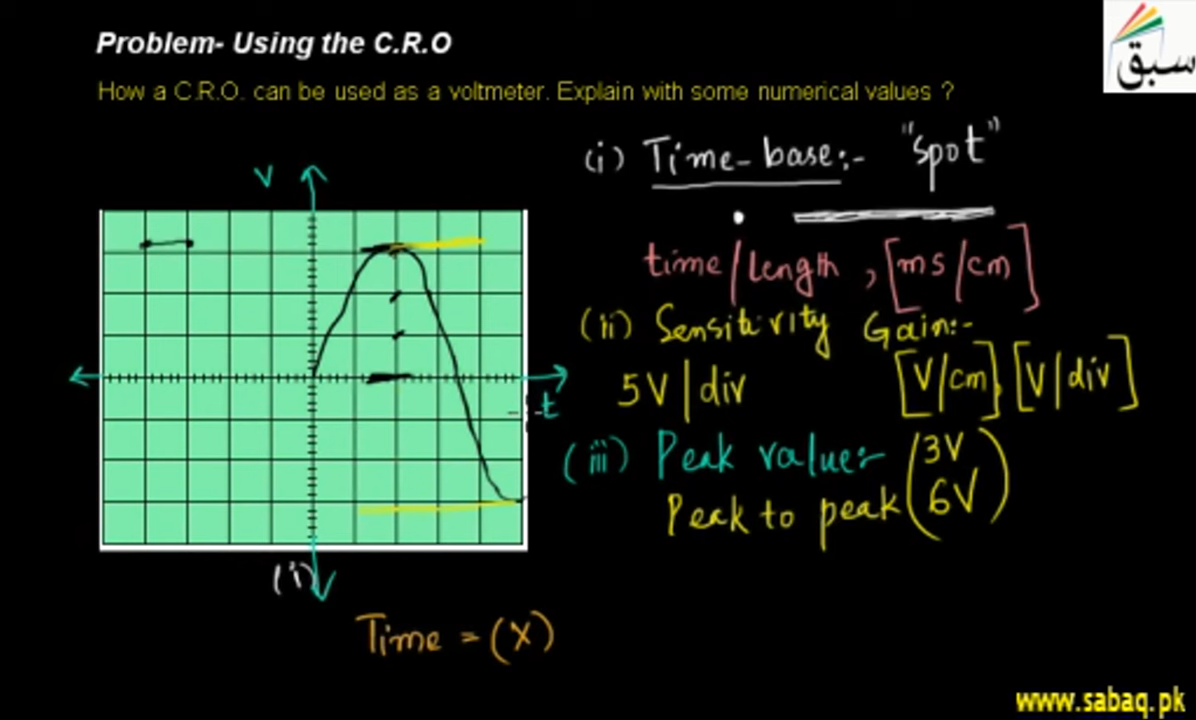 Problem- Using the C.R.O
سبق
How a C.R.O. can be used as a voltmeter. Explain with some numerical values ?
(i) Time-base:- "spot"
time/length, [ms/cm]
(ii) Sensitivity Gain:-
5V/div [V/cm], [V/div]
(iii) Peak value:- (3V
Peak to peak 6V)
V
t
(i)
Time = (X)
www.sabaq.pk